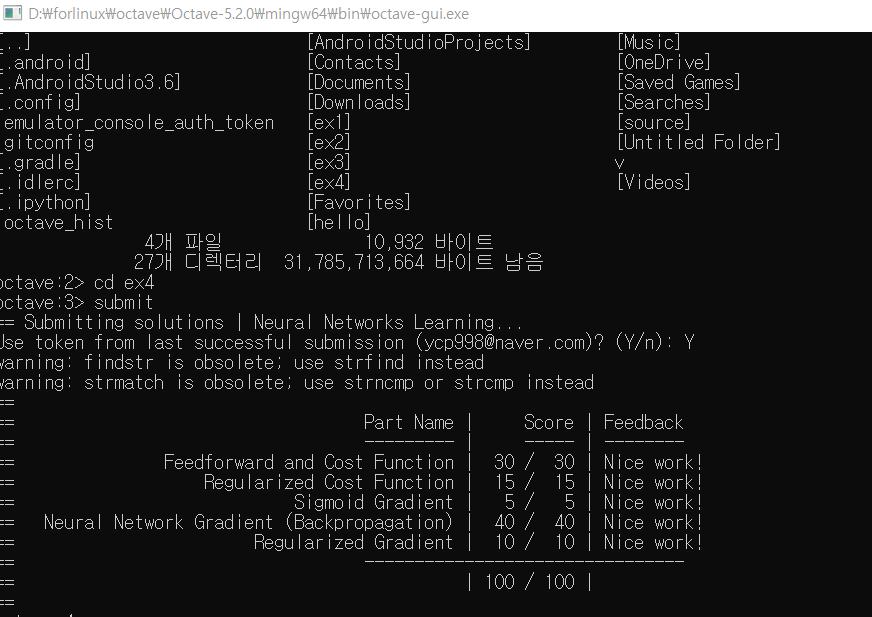 D:₩forlinux₩octave₩Octave-5.2.0₩mingw64₩bin₩octave-gui.exe
[..] [AndroidStudioProjects] [Music]
[.android] [Contacts] [OneDrive]
[.AndroidStudio3.6] [Documents] [Saved Games]
[.config] [Downloads] [Searches]
emulator_console_auth_token [ex1] [source]
gitconfig [ex2] [Untitled Folder]
[.gradle] [ex3] v
[.idlerc] [ex4] [Videos]
[.ipython] [Favorites]
octave_hist [hello]
4개 파일 10,932 바이트
27개 디렉터리 31,785,713,664 바이트 남음
octave:2> cd ex4
octave:3> submit
== Submitting solutions | Neural Networks Learning...
Use token from last successful submission (ycp998@naver.com)? (Y/n): Y
warning: findstr is obsolete; use strfind instead
warning: strmatch is obsolete; use strncmp or strcmp instead
==
== Part Name | Score | Feedback
== --------- | ----- | --------
== Feedforward and Cost Function | 30 / 30 | Nice work!
== Regularized Cost Function | 15 / 15 | Nice work!
== Sigmoid Gradient | 5 / 5 | Nice work!
== Neural Network Gradient (Backpropagation) | 40 / 40 | Nice work!
== Regularized Gradient | 10 / 10 | Nice work!
== --------------------------------
== | 100 / 100 |
==